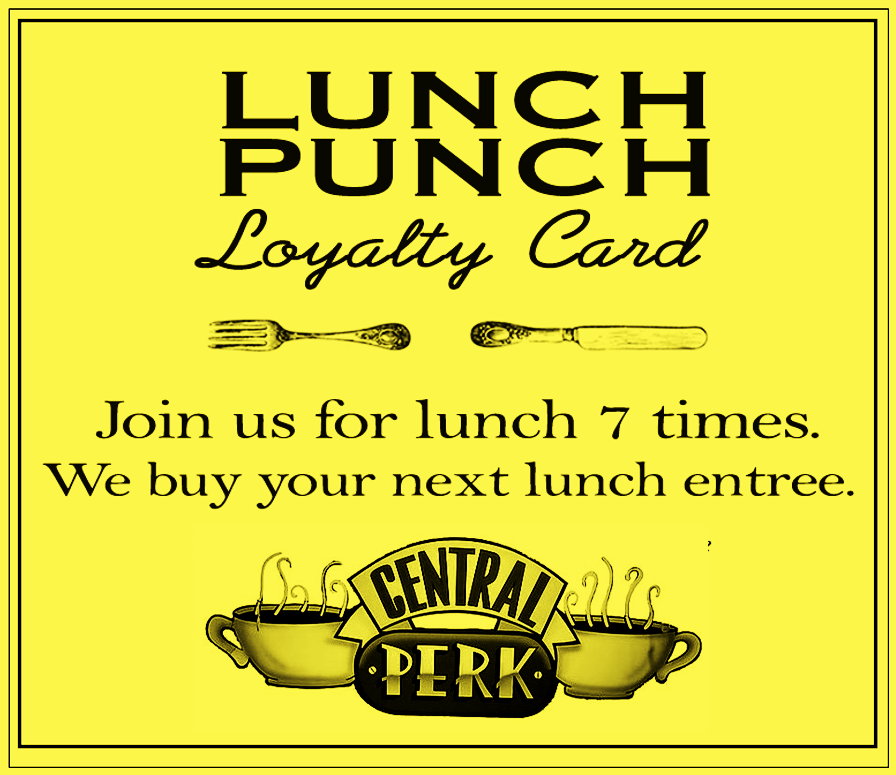 LUNCH
PUNCH
Loyalty Card
Join us for lunch 7 times.
We buy your next lunch entree.
?
CENTRAL
PERK